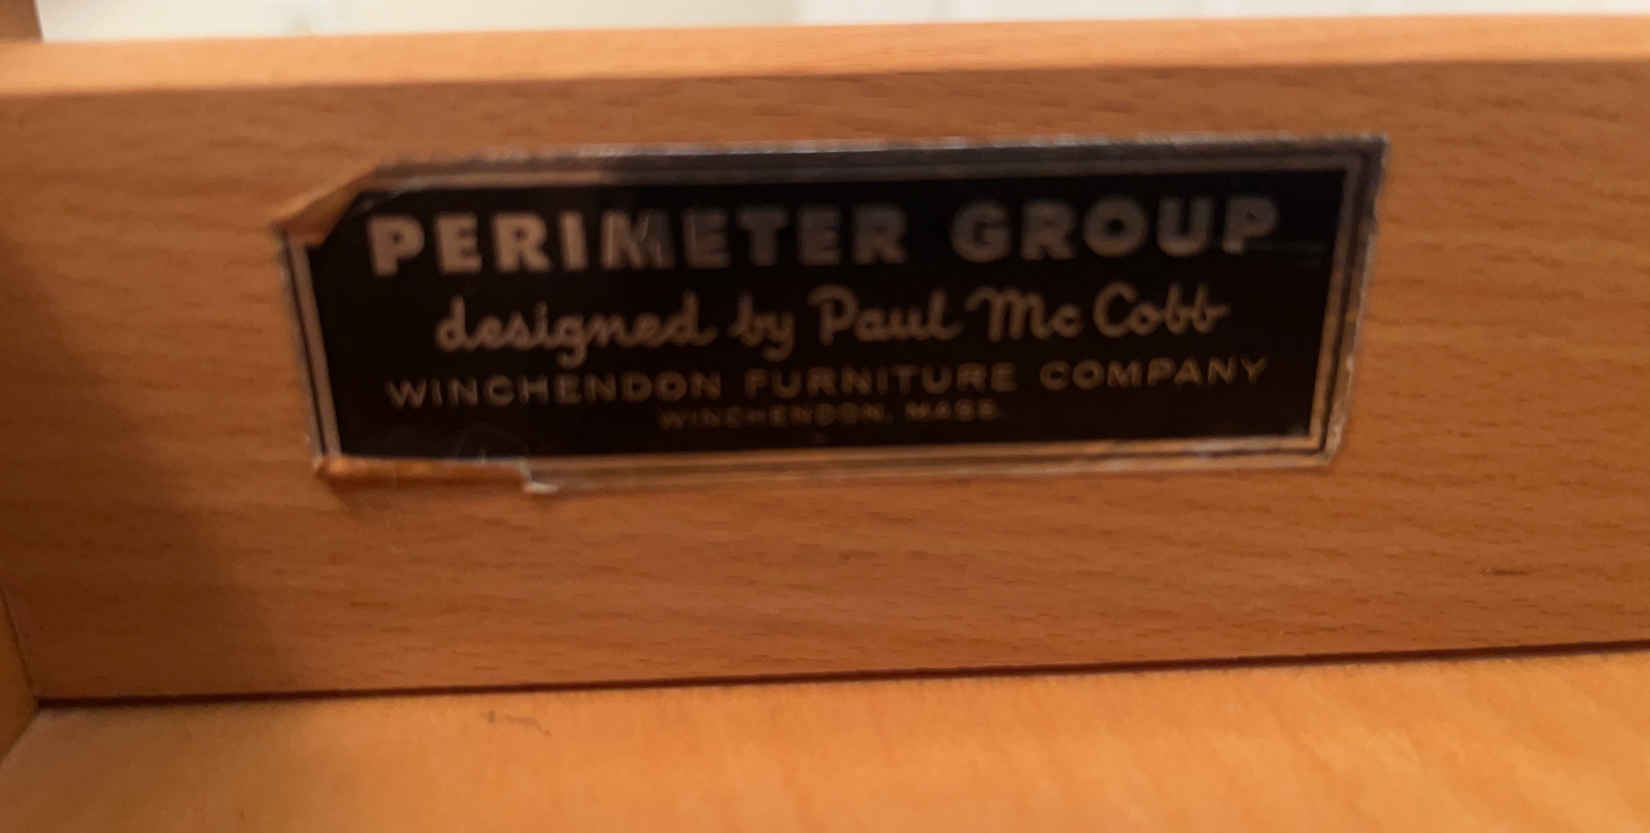 PERIMETER GROUP
designed by Paul McCobb
WINCHENDON FURNITURE COMPANY
WINCHENDON, MASS.